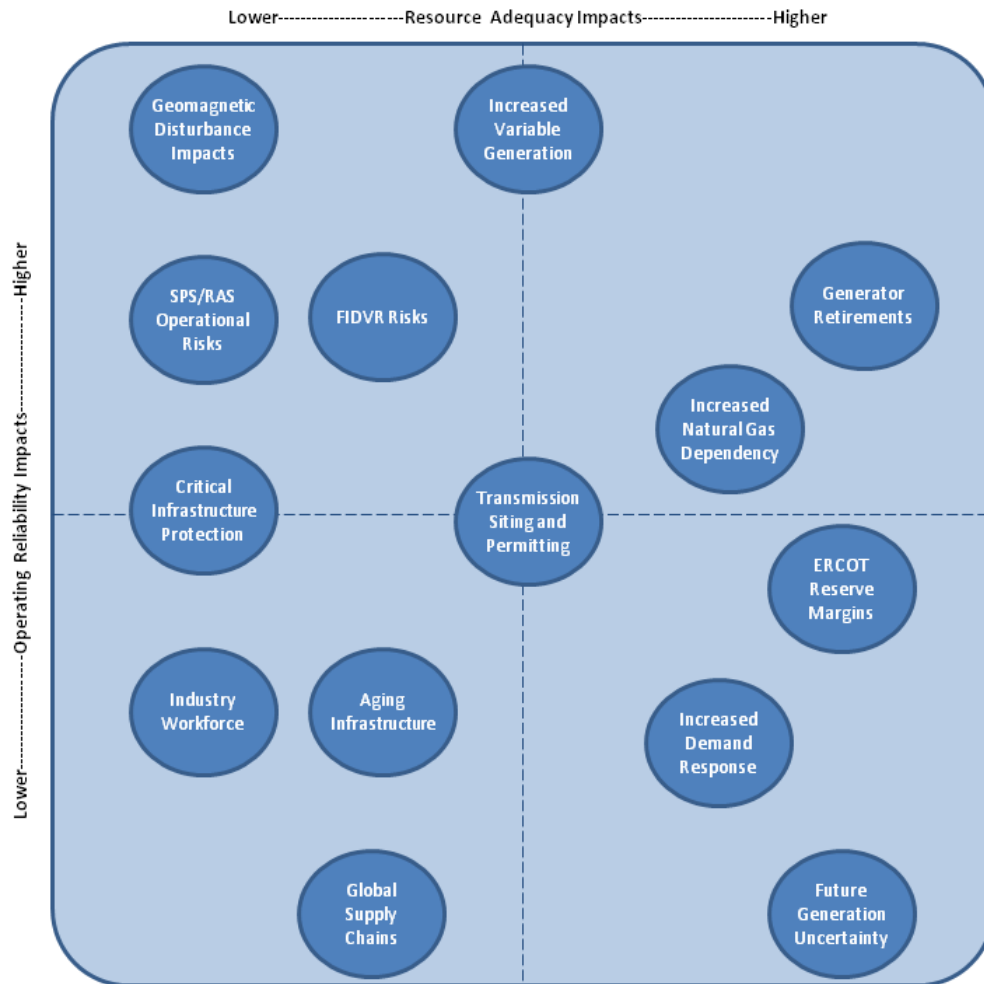 Lower---------------------Resource Adequacy Impacts---------------------Higher
Lower---------------Operating Reliability Impacts---------------Higher
Geomagnetic
Disturbance
Impacts
Increased
Variable
Generation
SPS/RAS
Operational
Risks
FIDVR Risks
Generator
Retirements
Increased
Natural Gas
Dependency
Critical
Infrastructure
Protection
Transmission
Siting and
Permitting
ERCOT
Reserve
Margins
Industry
Workforce
Aging
Infrastructure
Increased
Demand
Response
Global
Supply
Chains
Future
Generation
Uncertainty